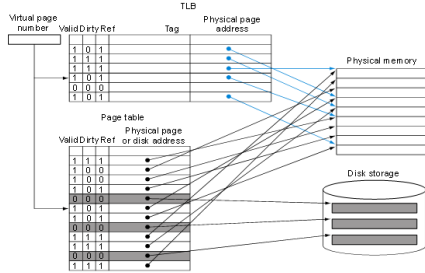 TLB
Virtual page
number
Valid Dirty Ref Tag
Physical page
address
1 0 1
1 1 1
1 1 1
1 0 1
0 0 0
1 0 1
Physical memory
Page table
Valid Dirty Ref
Physical page
or disk address
1 1 1
1 0 0
1 0 0
1 0 1
0 0 0
1 0 1
1 0 1
0 0 0
1 1 1
1 1 1
0 0 0
1 1 1
Disk storage